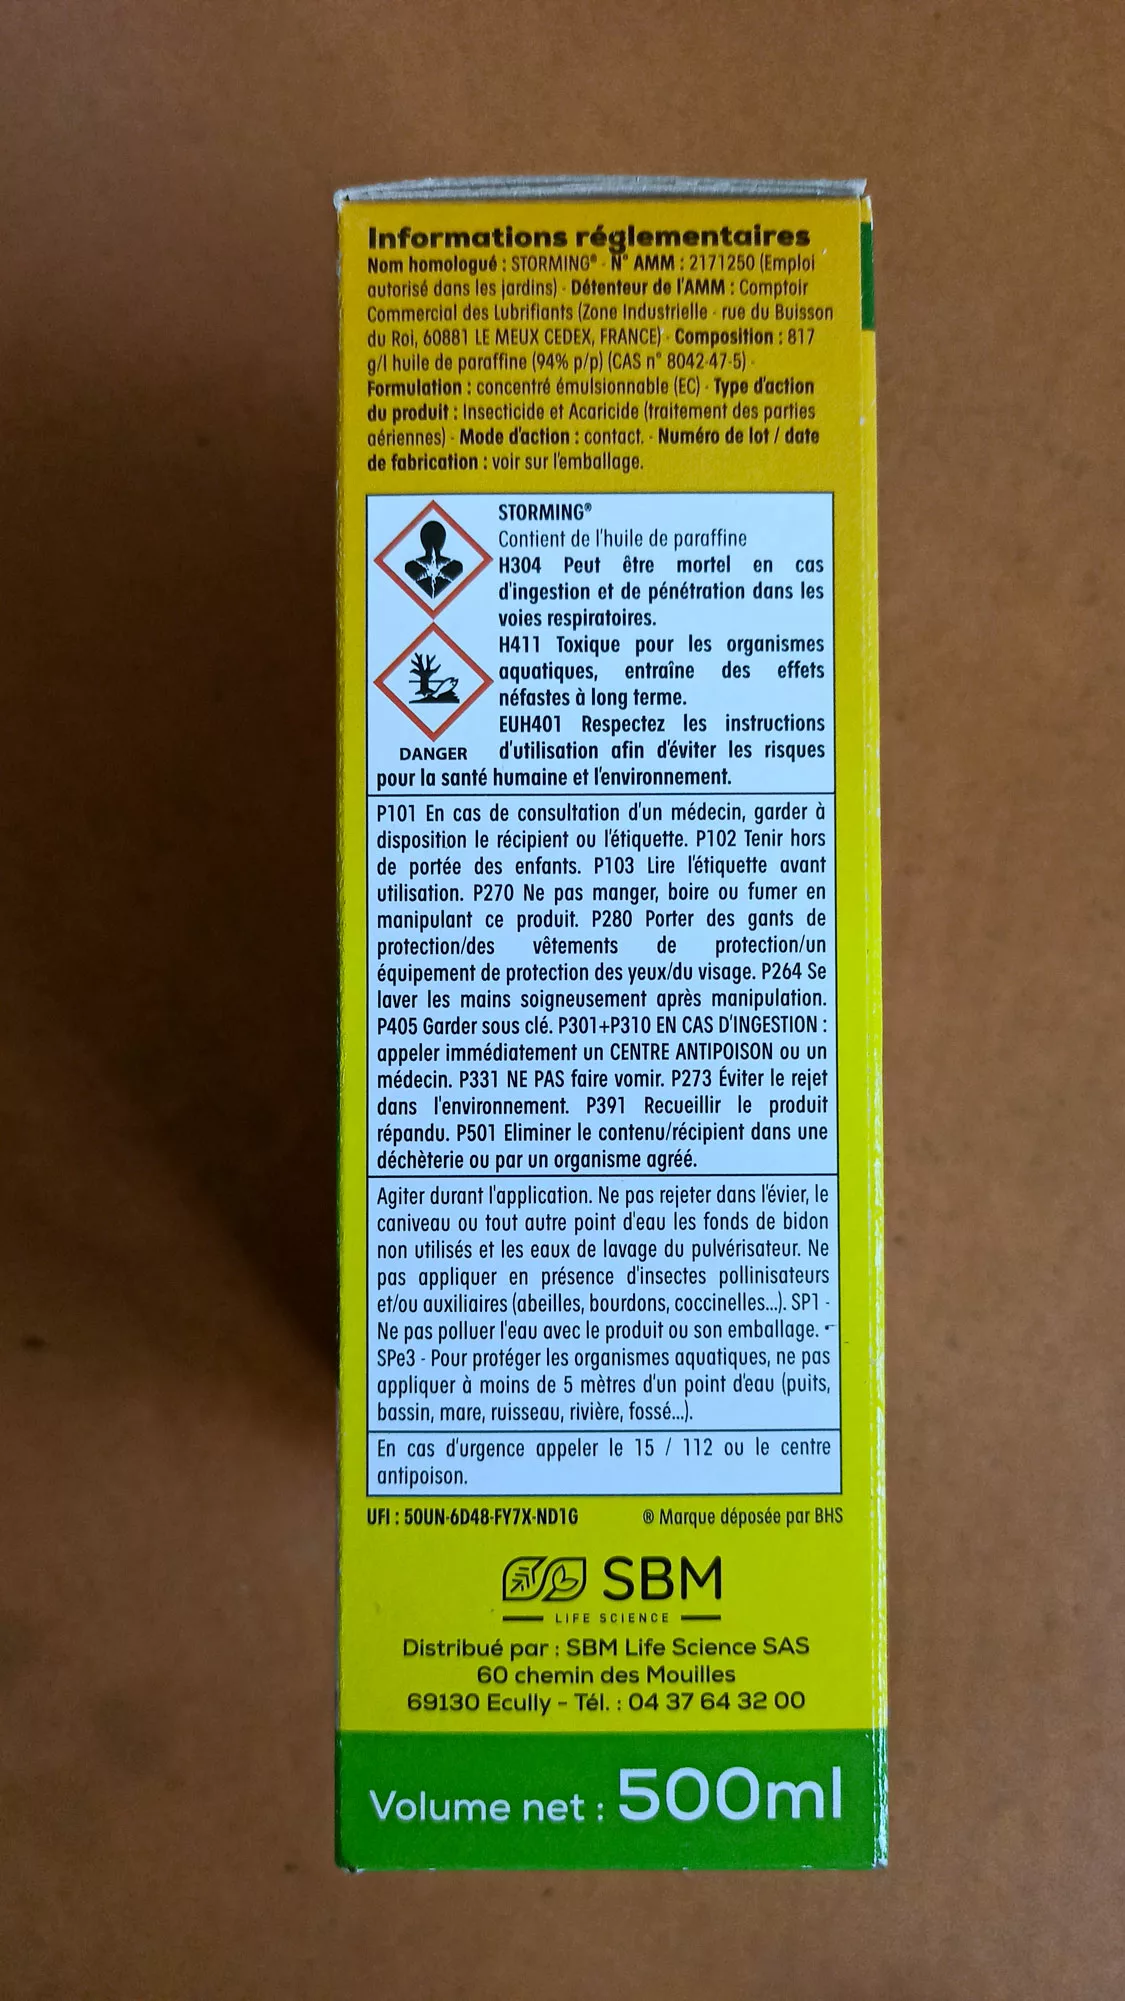 Informations réglementaires
Nom homologué : STORMING® - N° AMM : 2171250 (Emploi
autorisé dans les jardins) - Détenteur de l'AMM : Comptoir
Commercial des Lubrifiants (Zone Industrielle - rue du Buisson
du Roi, 60881 LE MEUX CEDEX, FRANCE) - Composition : 817
g/l huile de paraffine (94% p/p) (CAS n° 8042-47-5) -
Formulation : concentré émulsionnable (EC) - Type d'action
du produit : Insecticide et Acaricide (traitement des parties
aériennes) - Mode d'action : contact. - Numéro de lot / date
de fabrication : voir sur l'emballage.
STORMING®
Contient de l'huile de paraffine
H304 Peut être mortel en cas
d'ingestion et de pénétration dans les
voies respiratoires.
H411 Toxique pour les organismes
aquatiques, entraîne des effets
néfastes à long terme.
EUH401 Respectez les instructions
DANGER d'utilisation afin d'éviter les risques
pour la santé humaine et l'environnement.
P101 En cas de consultation d'un médecin, garder à
disposition le récipient ou l'étiquette. P102 Tenir hors
de portée des enfants. P103 Lire l'étiquette avant
utilisation. P270 Ne pas manger, boire ou fumer en
manipulant ce produit. P280 Porter des gants de
protection/des vêtements de protection/un
équipement de protection des yeux/du visage. P264 Se
laver les mains soigneusement après manipulation.
P405 Garder sous clé. P301+P310 EN CAS D'INGESTION :
appeler immédiatement un CENTRE ANTIPOISON ou un
médecin. P331 NE PAS faire vomir. P273 Éviter le rejet
dans l'environnement. P391 Recueillir le produit
répandu. P501 Eliminer le contenu/récipient dans une
déchèterie ou par un organisme agréé.
Agiter durant l'application. Ne pas rejeter dans l'évier, le
caniveau ou tout autre point d'eau les fonds de bidon
non utilisés et les eaux de lavage du pulvérisateur. Ne
pas appliquer en présence d'insectes pollinisateurs
et/ou auxiliaires (abeilles, bourdons, coccinelles...). SP1 -
Ne pas polluer l'eau avec le produit ou son emballage. -
SPe3 - Pour protéger les organismes aquatiques, ne pas
appliquer à moins de 5 mètres d'un point d'eau (puits,
bassin, mare, ruisseau, rivière, fossé...).
En cas d'urgence appeler le 15 / 112 ou le centre
antipoison.
UFI : 50UN-6D48-FY7X-ND1G ® Marque déposée par BHS
SBM
LIFE SCIENCE
Distribué par : SBM Life Science SAS
60 chemin des Mouilles
69130 Ecully - Tél. : 04 37 64 32 00
Volume net : 500ml